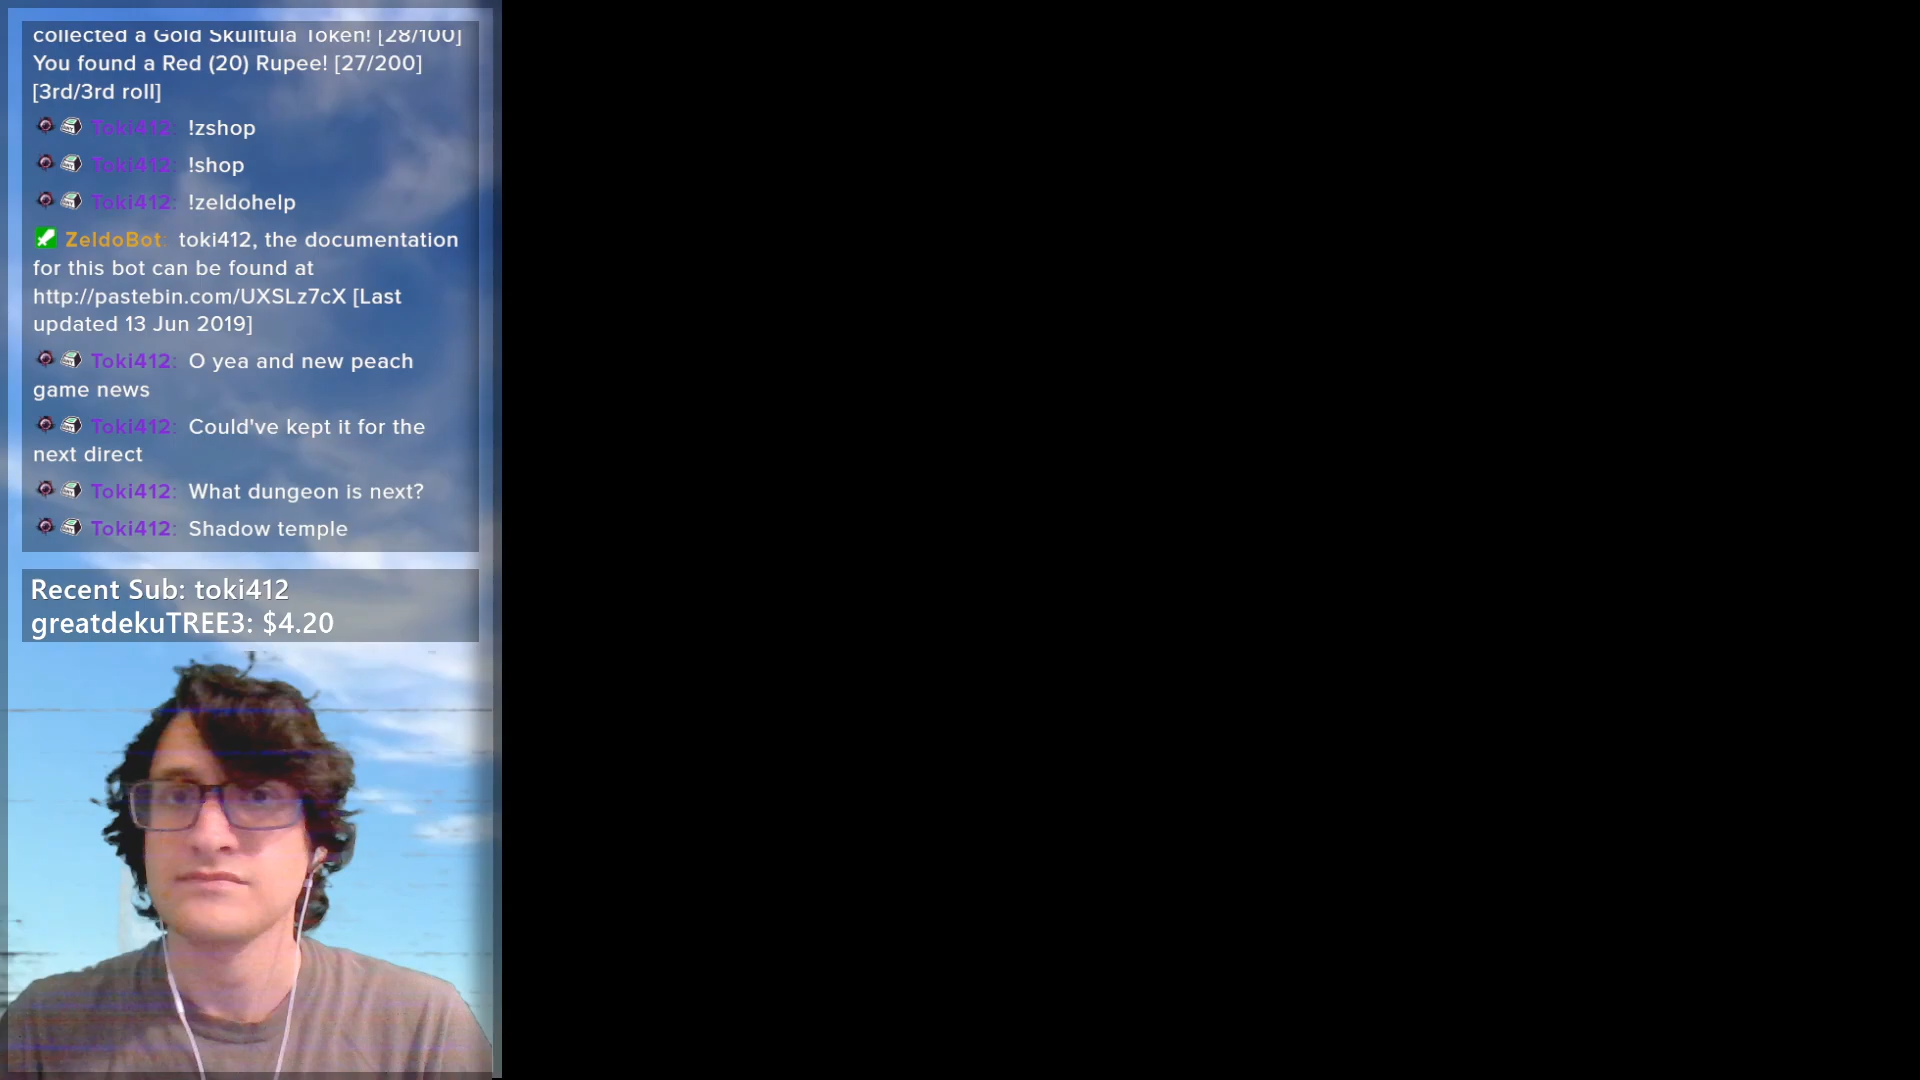 collected a Gold Skulltula Token! [28/100]
You found a Red (20) Rupee! [27/200]
[3rd/3rd roll]
Toki412: !zshop
Toki412: !shop
Toki412: !zeldohelp
ZeldoBot: toki412, the documentation
for this bot can be found at
http://pastebin.com/UXSLz7cX [Last
updated 13 Jun 2019]
Toki412: O yea and new peach
game news
Toki412: Could've kept it for the
next direct
Toki412: What dungeon is next?
Toki412: Shadow temple
Recent Sub: toki412
greatdekuTREE3: $4.20